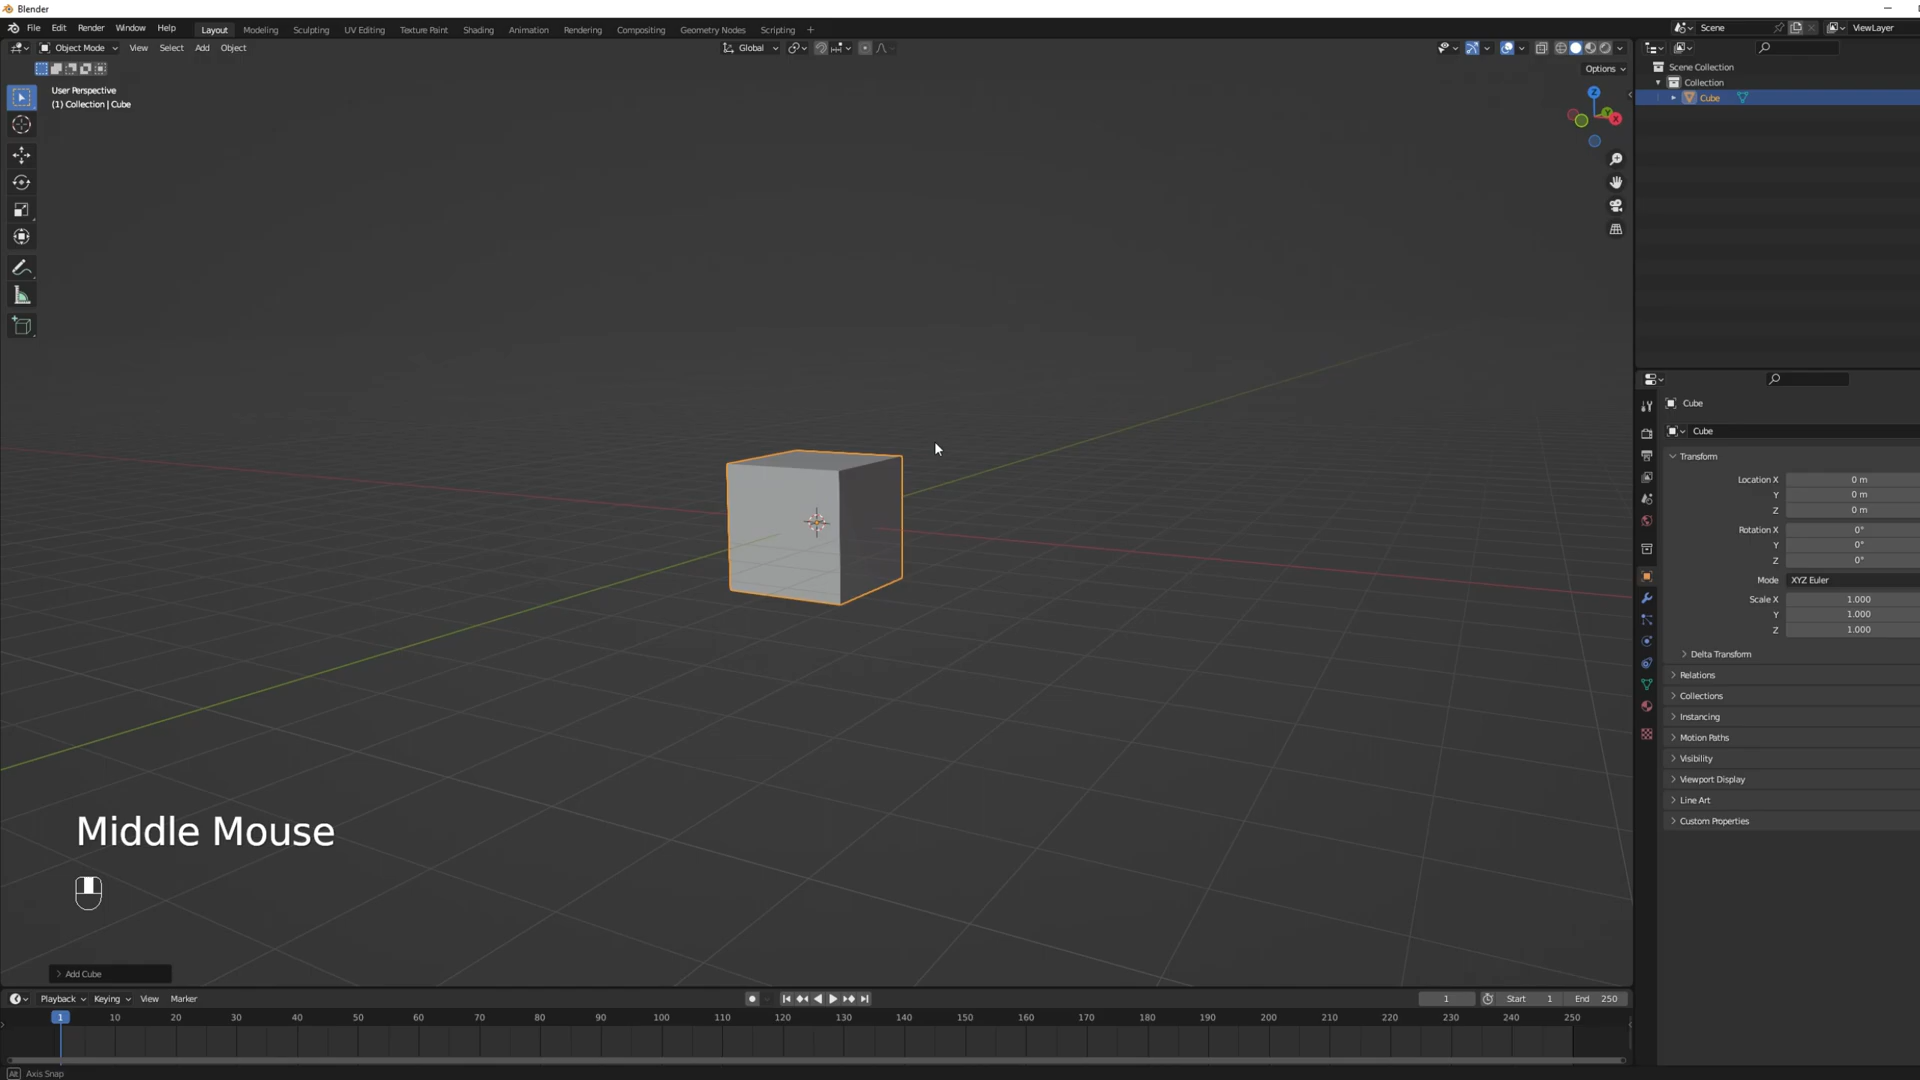 Blender
File Edit Render Window Help
Layout Modeling Sculpting UV Editing Texture Paint Shading Animation Rendering Compositing Geometry Nodes Scripting +
Scene
ViewLayer
Object Mode View Select Add Object
Global
Options
User Perspective
(1) Collection | Cube
Z
Y
X
Scene Collection
Collection
Cube
Cube
Cube
Transform
Location X 0 m
Y 0 m
Z 0 m
Rotation X 0°
Y 0°
Z 0°
Mode XYZ Euler
Scale X 1.000
Y 1.000
Z 1.000
Delta Transform
Relations
Collections
Instancing
Motion Paths
Visibility
Viewport Display
Line Art
Custom Properties
Middle Mouse
Add Cube
Playback Keying View Marker
1 Start 1 End 250
1 10 20 30 40 50 60 70 80 90 100 110 120 130 140 150 160 170 180 190 200 210 220 230 240 250
Alt Axis Snap